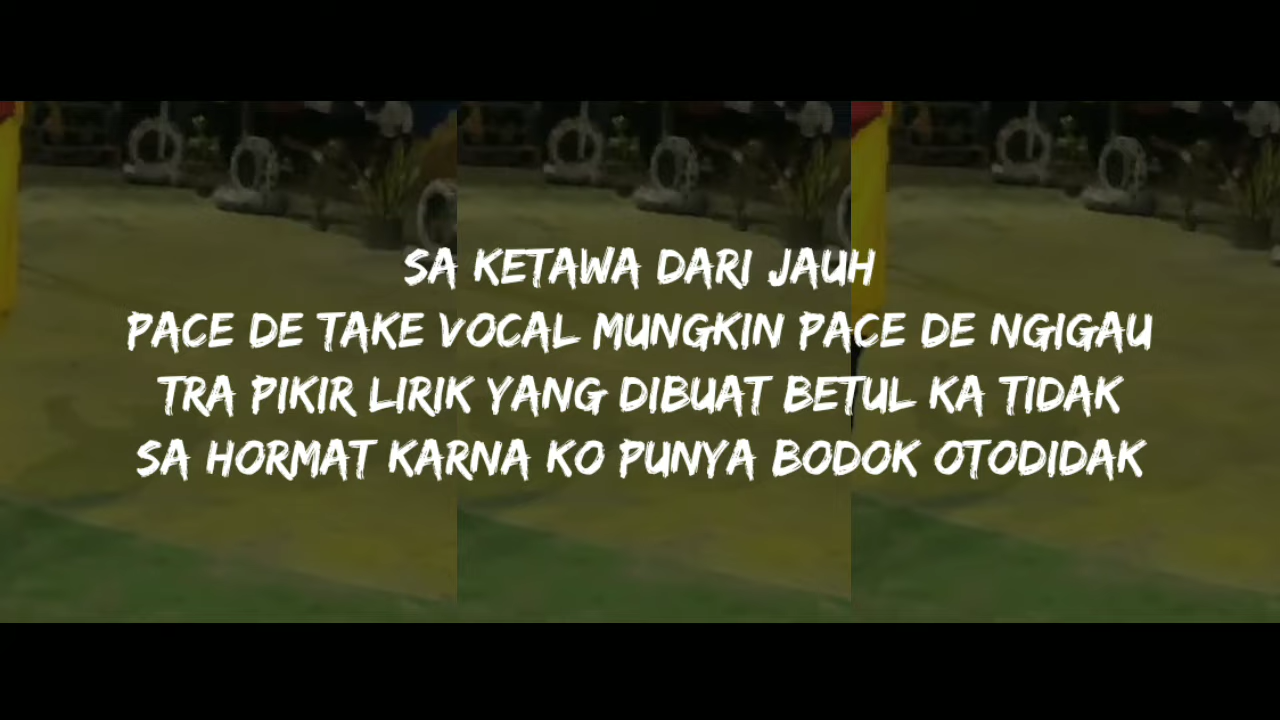 SA KETAWA DARI JAUH
PACE DE TAKE VOCAL MUNGKIN PACE DE NGIGAU
TRA PIKIR LIRIK YANG DIBUAT BETUL KA TIDAK
SA HORMAT KARNA KO PUNYA BODOK OTODIDAK